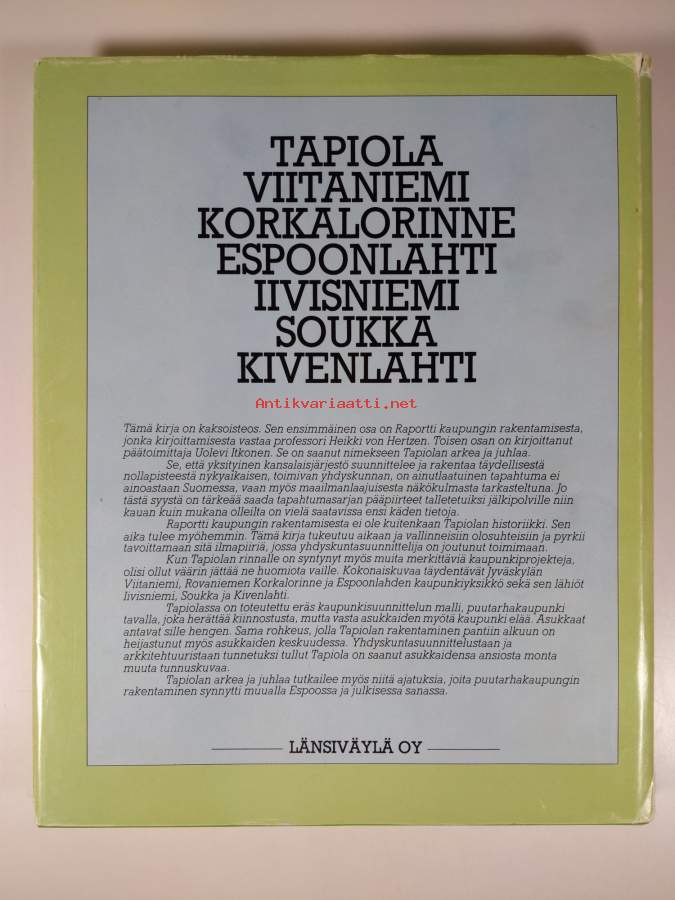 TAPIOLA
VIITANIEMI
KORKALORINNE
ESPOONLAHTI
IIVISNIEMI
SOUKKA
KIVENLAHTI
Antikvariaatti.net
Tämä kirja on kaksoisteos. Sen ensimmäinen osa on Raportti kaupungin rakentamisesta,
jonka kirjoittamisesta vastaa professori Heikki von Hertzen. Toisen osan on kirjoittanut
päätoimittaja Uolevi Itkonen. Se on saanut nimekseen Tapiolan arkea ja juhlaa.
Se, että yksityinen kansalaisjärjestö suunnittelee ja rakentaa täydellisestä
nollapisteestä nykyaikaisen, toimivan yhdyskunnan, on ainutlaatuinen tapahtuma ei
ainoastaan Suomessa, vaan myös maailmanlaajuisesta näkökulmasta tarkasteltuna. Jo
tästä syystä on tärkeää saada tapahtumasarjan pääpiirteet talletetuiksi jälkipolville niin
kauan kuin mukana olleilta on vielä saatavissa ensi käden tietoja.
Raportti kaupungin rakentamisesta ei ole kuitenkaan Tapiolan historiikki. Sen
aika tulee myöhemmin. Tämä kirja tukeutuu aikaan ja vallinneisiin olosuhteisiin ja pyrkii
tavoittamaan sitä ilmapiiriä, jossa yhdyskuntasuunnittelija on joutunut toimimaan.
Kun Tapiolan rinnalle on syntynyt myös muita merkittäviä kaupunkiprojekteja,
olisi ollut väärin jättää ne huomiota vaille. Kokonaiskuvaa täydentävät Jyväskylän
Viitaniemi, Rovaniemen Korkalorinne ja Espoonlahden kaupunkiyksikkö sekä sen lähiöt
Iivisniemi, Soukka ja Kivenlahti.
Tapiolassa on toteutettu eräs kaupunkisuunnittelun malli, puutarhakaupunki
tavalla, joka herättää kiinnostusta, mutta vasta asukkaiden myötä kaupunki elää. Asukkaat
antavat sille hengen. Sama rohkeus, jolla Tapiolan rakentaminen pantiin alkuun on
heijastunut myös asukkaiden keskuudessa. Yhdyskuntasuunnittelustaan ja
arkkitehtuuristaan tunnetuksi tullut Tapiola on saanut asukkaidensa ansiosta monta
muuta tunnuskuvaa.
Tapiolan arkea ja juhlaa tutkailee myös niitä ajatuksia, joita puutarhakaupungin
rakentaminen synnytti muualla Espoossa ja julkisessa sanassa.
LÄNSIVÄYLÄ OY